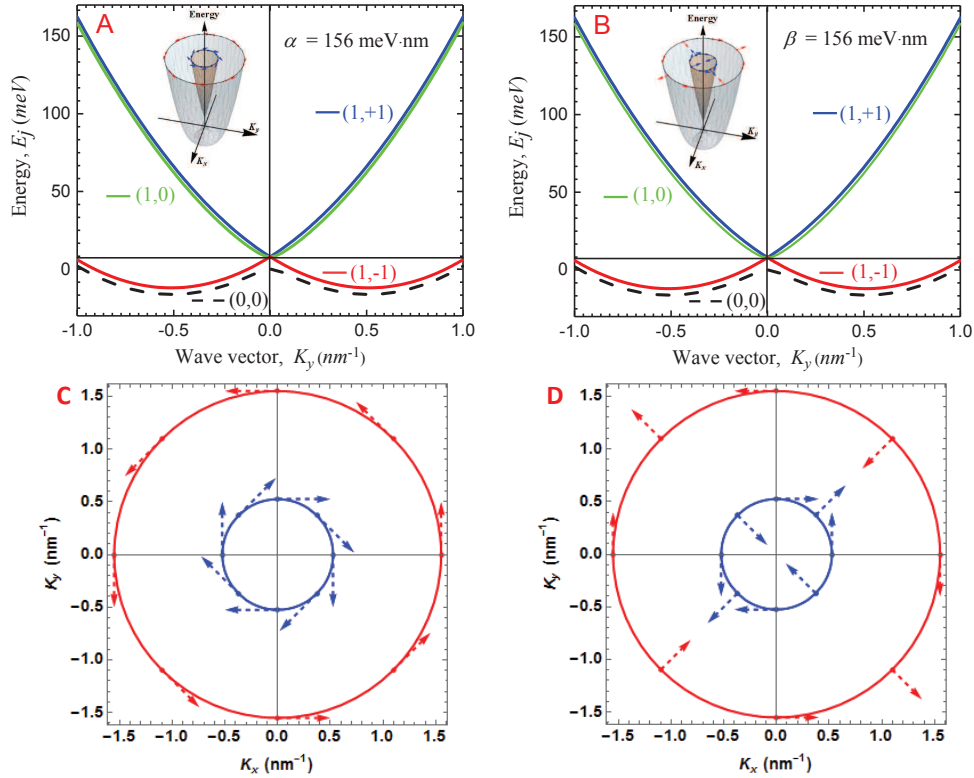 A
Energy
α = 156 meV·nm
K_y
K_x
(1,+1)
(1,0)
(1,-1)
(0,0)
Energy, E_j (meV)
150
100
50
0
-1.0 -0.5 0.0 0.5 1.0
Wave vector, K_y (nm⁻¹)
B
Energy
β = 156 meV·nm
K_y
K_x
(1,+1)
(1,0)
(1,-1)
(0,0)
Energy, E_j (meV)
150
100
50
0
-1.0 -0.5 0.0 0.5 1.0
Wave vector, K_y (nm⁻¹)
C
K_y (nm⁻¹)
1.5
1.0
0.5
0.0
−0.5
−1.0
−1.5
−1.5 −1.0 −0.5 0.0 0.5 1.0 1.5
K_x (nm⁻¹)
D
K_y (nm⁻¹)
1.5
1.0
0.5
0.0
−0.5
−1.0
−1.5
−1.5 −1.0 −0.5 0.0 0.5 1.0 1.5
K_x (nm⁻¹)